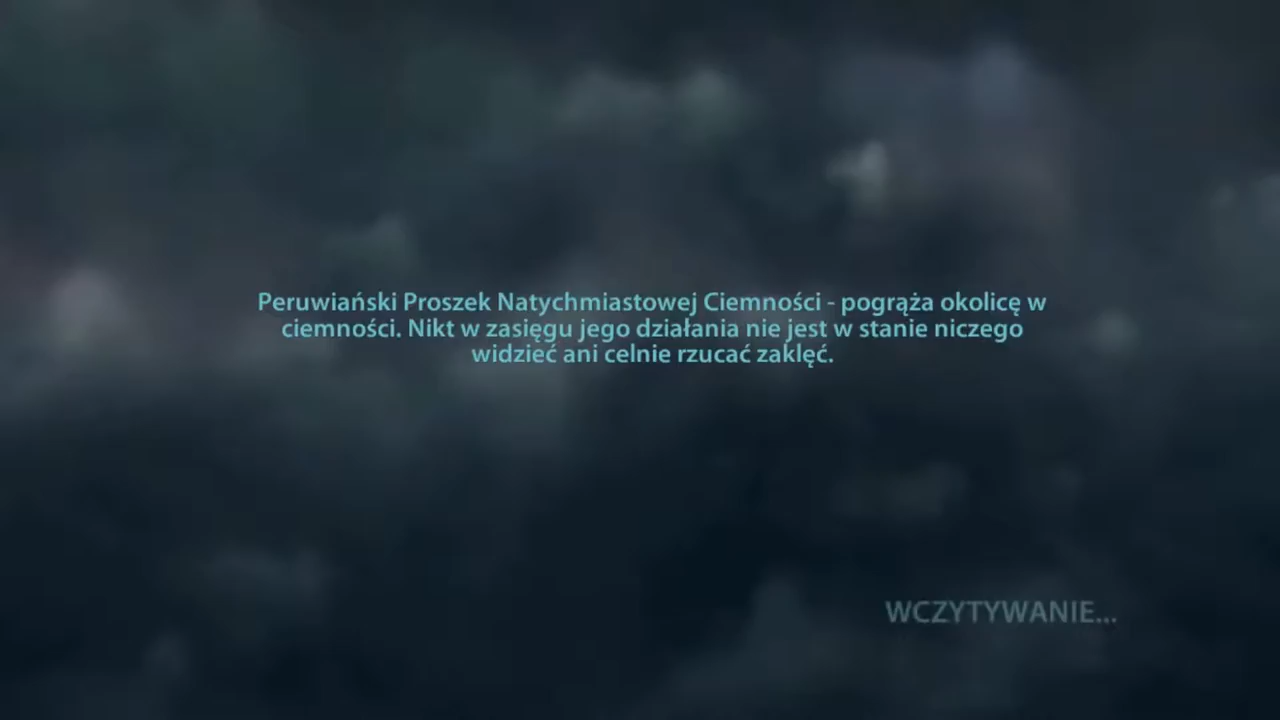 Peruwiański Proszek Natychmiastowej Ciemności - pogrąża okolicę w
ciemności. Nikt w zasięgu jego działania nie jest w stanie niczego
widzieć ani celnie rzucać zaklęć.
WCZYTYWANIE...